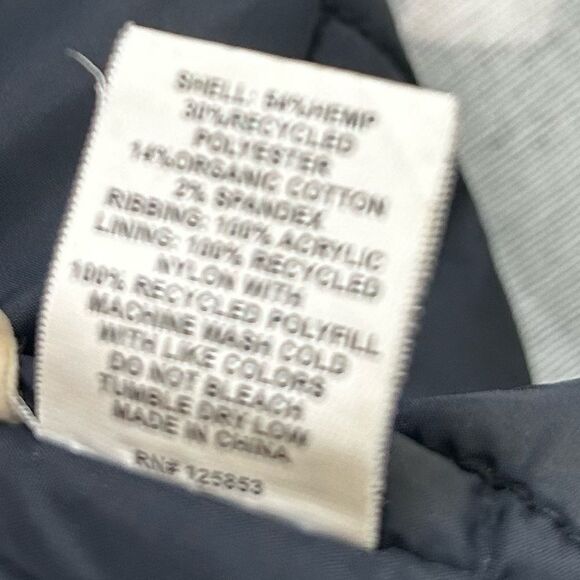 SHELL: 54%HEMP
30%RECYCLED
POLYESTER
14%ORGANIC COTTON
2% SPANDEX
RIBBING: 100% ACRYLIC
LINING: 100% RECYCLED
NYLON WITH
100% RECYCLED POLYFILL
MACHINE WASH COLD
WITH LIKE COLORS
DO NOT BLEACH
TUMBLE DRY LOW
MADE IN CHINA
RN# 125853